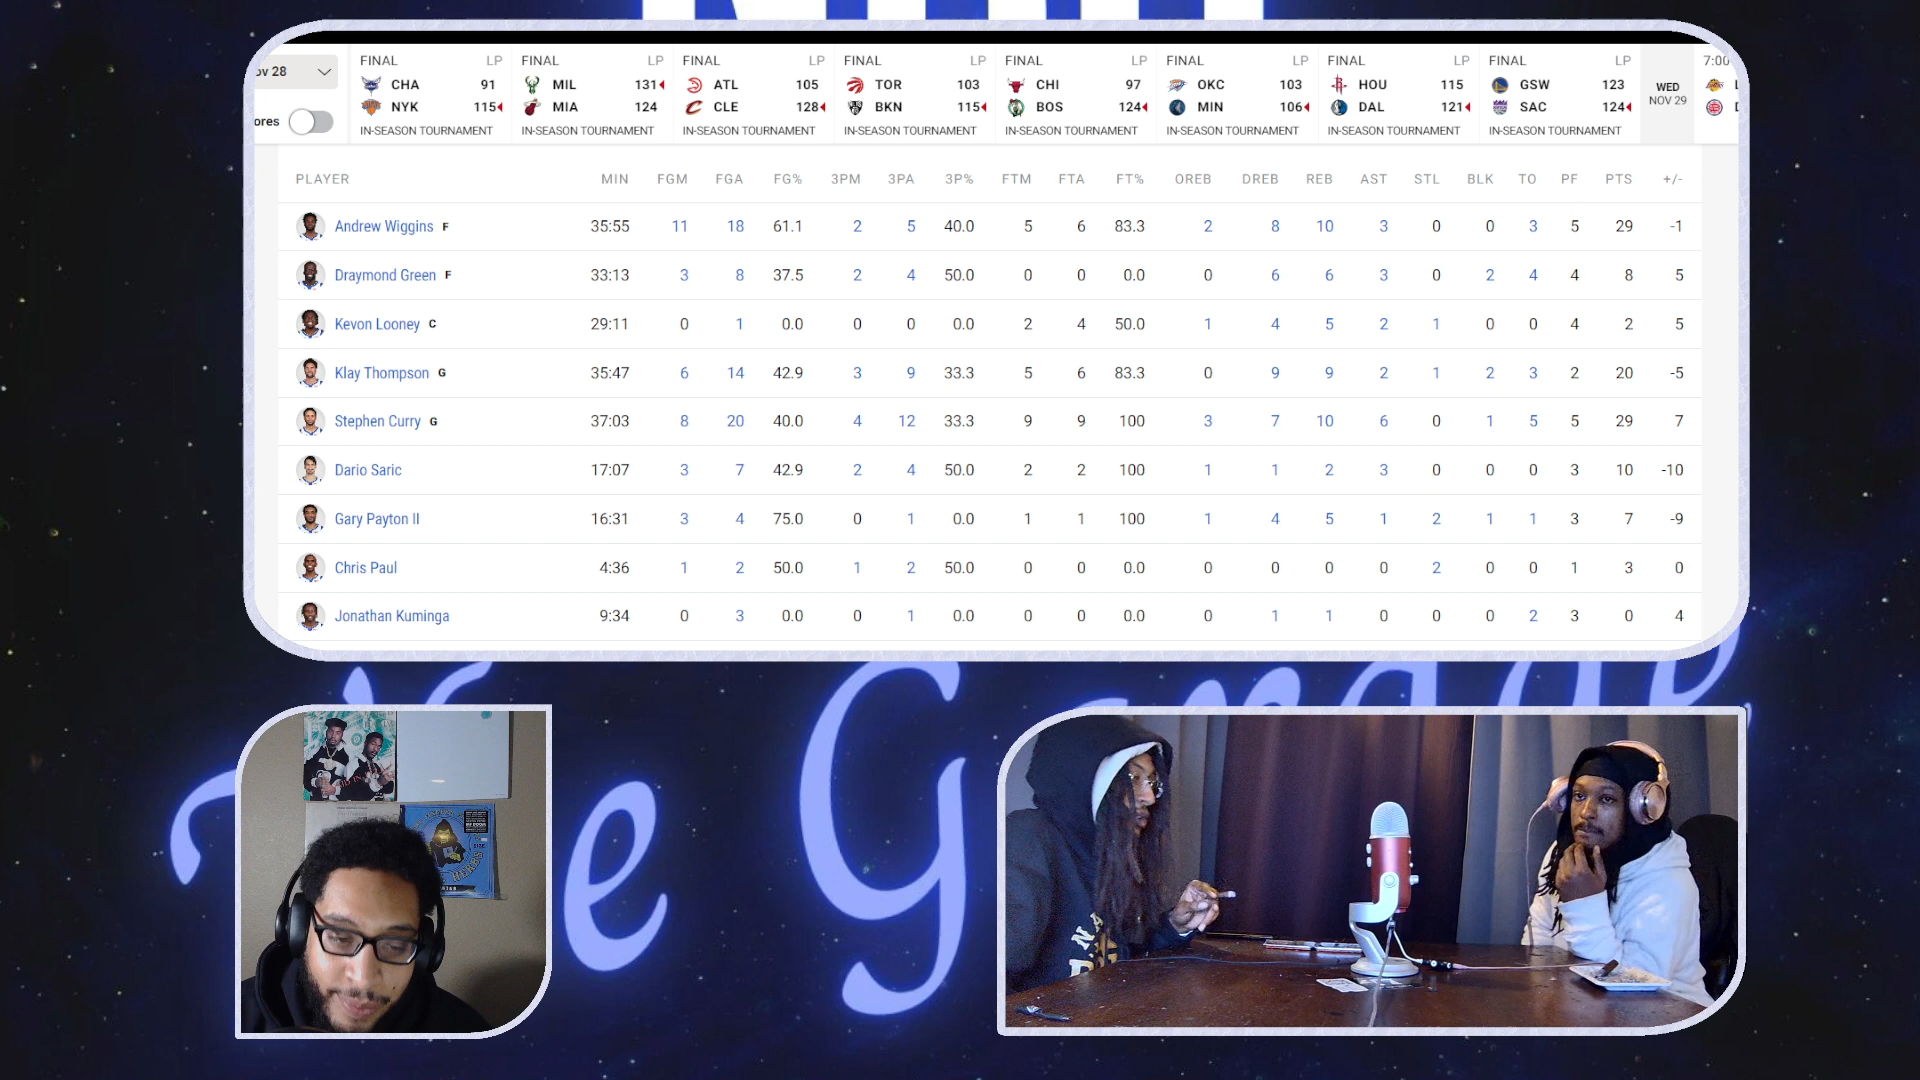 ov 28
ores
FINAL LP
CHA 91
NYK 115
IN-SEASON TOURNAMENT
FINAL LP
MIL 131
MIA 124
IN-SEASON TOURNAMENT
FINAL LP
ATL 105
CLE 128
IN-SEASON TOURNAMENT
FINAL LP
TOR 103
BKN 115
IN-SEASON TOURNAMENT
FINAL LP
CHI 97
BOS 124
IN-SEASON TOURNAMENT
FINAL LP
OKC 103
MIN 106
IN-SEASON TOURNAMENT
FINAL LP
HOU 115
DAL 121
IN-SEASON TOURNAMENT
FINAL LP
GSW 123
SAC 124
IN-SEASON TOURNAMENT
WED
NOV 29
7:00
PLAYER MIN FGM FGA FG% 3PM 3PA 3P% FTM FTA FT% OREB DREB REB AST STL BLK TO PF PTS +/-
Andrew Wiggins F 35:55 11 18 61.1 2 5 40.0 5 6 83.3 2 8 10 3 0 0 3 5 29 -1
Draymond Green F 33:13 3 8 37.5 2 4 50.0 0 0 0.0 0 6 6 3 0 2 4 4 8 5
Kevon Looney C 29:11 0 1 0.0 0 0 0.0 2 4 50.0 1 4 5 2 1 0 0 4 2 5
Klay Thompson G 35:47 6 14 42.9 3 9 33.3 5 6 83.3 0 9 9 2 1 2 3 2 20 -5
Stephen Curry G 37:03 8 20 40.0 4 12 33.3 9 9 100 3 7 10 6 0 1 5 5 29 7
Dario Saric 17:07 3 7 42.9 2 4 50.0 2 2 100 1 1 2 3 0 0 0 3 10 -10
Gary Payton II 16:31 3 4 75.0 0 1 0.0 1 1 100 1 4 5 1 2 1 1 3 7 -9
Chris Paul 4:36 1 2 50.0 1 2 50.0 0 0 0.0 0 0 0 0 2 0 0 1 3 0
Jonathan Kuminga 9:34 0 3 0.0 0 1 0.0 0 0 0.0 0 1 1 0 0 0 2 3 0 4